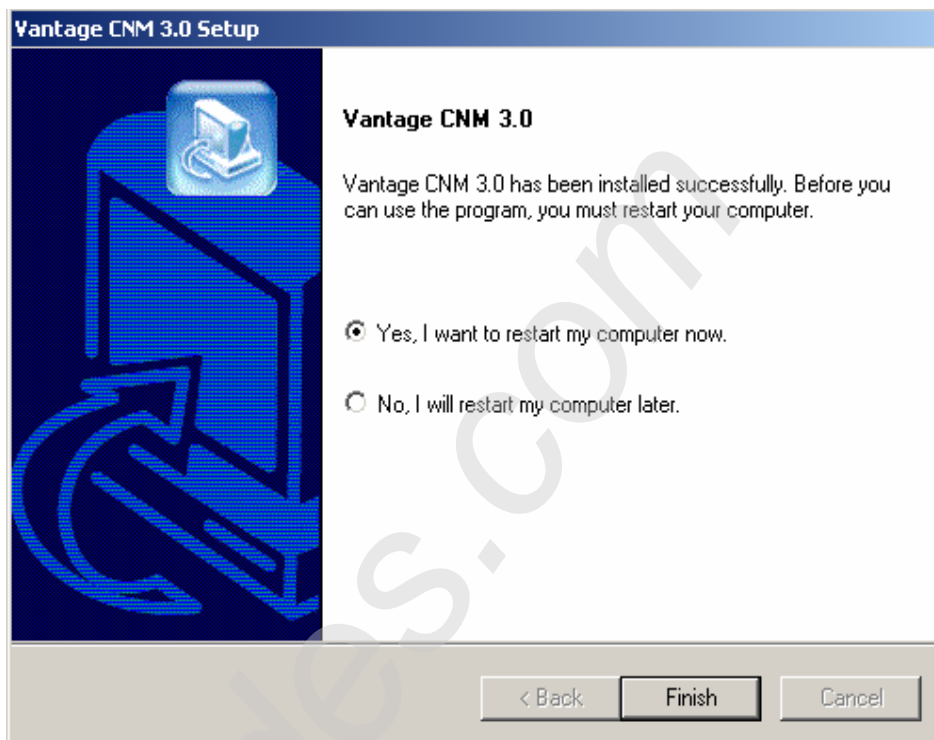 Vantage CNM 3.0 Setup
Vantage CNM 3.0
Vantage CNM 3.0 has been installed successfully. Before you
can use the program, you must restart your computer.
Yes, I want to restart my computer now.
No, I will restart my computer later.
< Back
Finish
Cancel
des.com